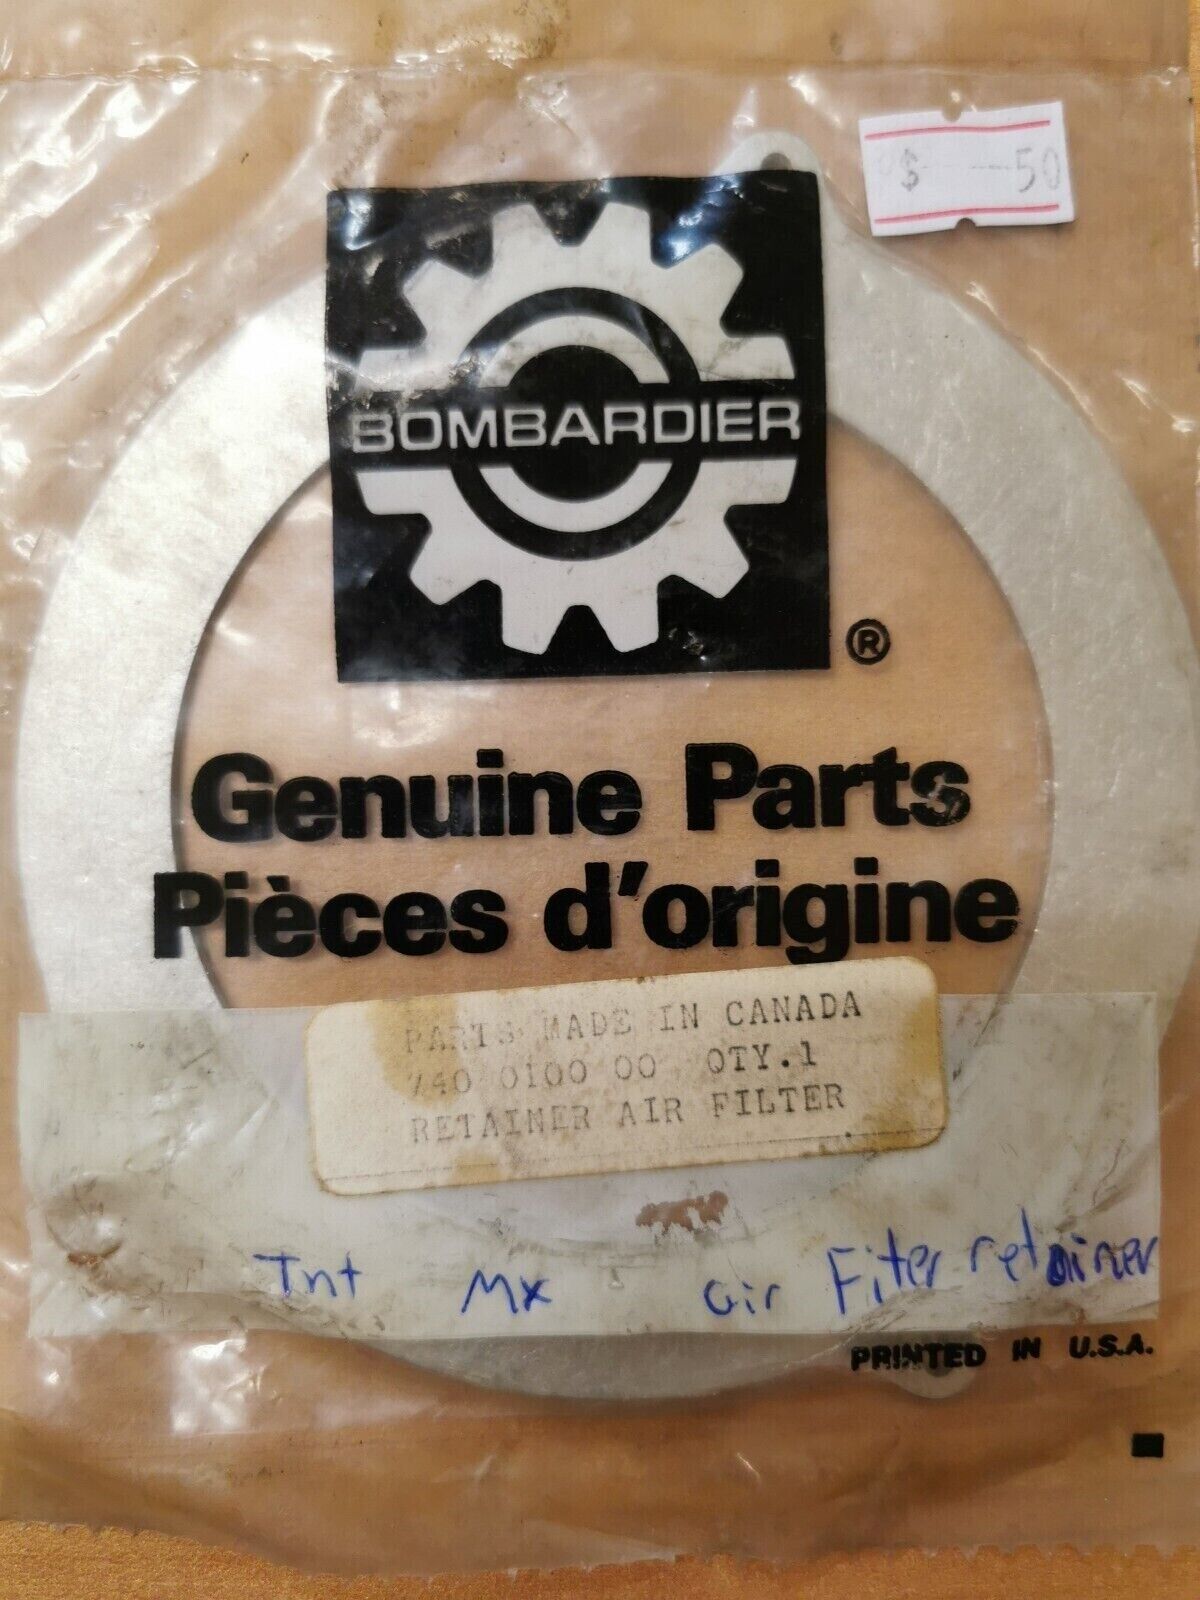 $ 50
BOMBARDIER
®
Genuine Parts
Pièces d'origine
PARTS MADE IN CANADA
740 0100 00 QTY.1
RETAINER AIR FILTER
Tnt Mx air Filter retainer
PRINTED IN U.S.A.